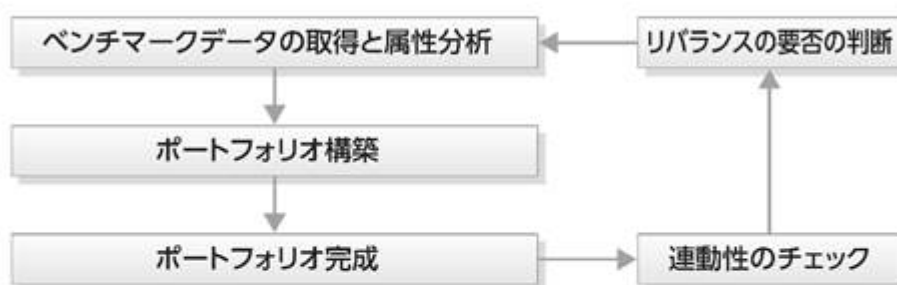 ベンチマークデータの取得と属性分析
リバランスの要否の判断
ポートフォリオ構築
ポートフォリオ完成
連動性のチェック